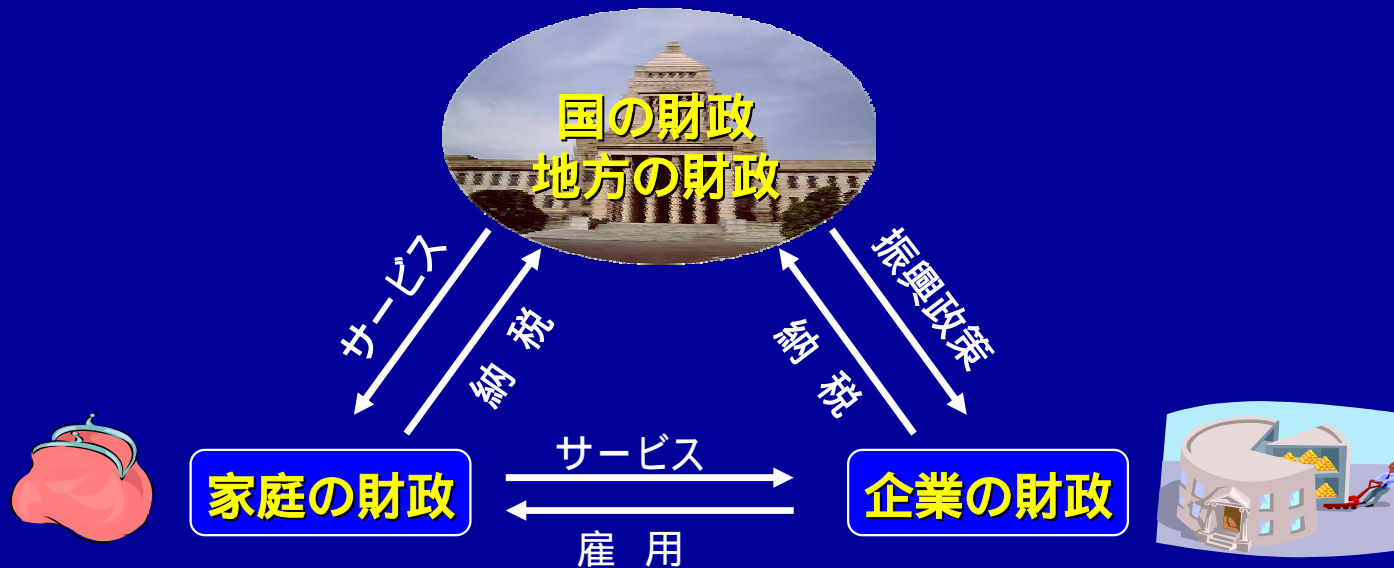 国の財政
地方の財政
サービス
納 税
納 税
振興政策
サービス
家庭の財政
企業の財政
雇 用